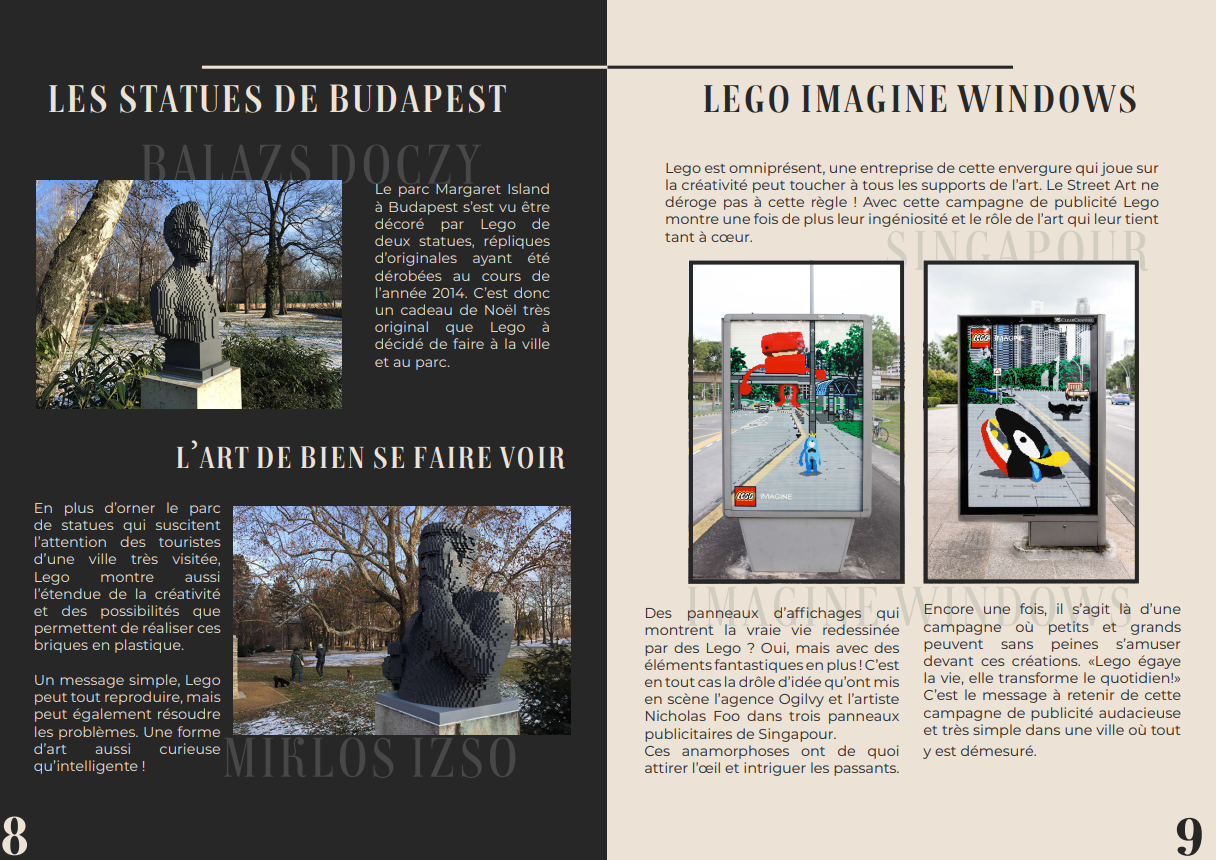 LES STATUES DE BUDAPEST
BALAZS DOCZY
Le parc Margaret Island
à Budapest s'est vu être
décoré par Lego de
deux statues, répliques
d'originales ayant été
dérobées au cours de
l'année 2014. C'est donc
un cadeau de Noël très
original que Lego à
décidé de faire à la ville
et au parc.
L'ART DE BIEN SE FAIRE VOIR
En plus d'orner le parc
de statues qui suscitent
l'attention des touristes
d'une ville très visitée,
Lego montre aussi
l'étendue de la créativité
et des possibilités que
permettent de réaliser ces
briques en plastique.
Un message simple, Lego
peut tout reproduire, mais
peut également résoudre
les problèmes. Une forme
d'art aussi curieuse
qu'intelligente !
MIKLOS IZSO
8
LEGO IMAGINE WINDOWS
Lego est omniprésent, une entreprise de cette envergure qui joue sur
la créativité peut toucher à tous les supports de l'art. Le Street Art ne
déroge pas à cette règle ! Avec cette campagne de publicité Lego
montre une fois de plus leur ingéniosité et le rôle de l'art qui leur tient
tant à cœur.
SINGAPOUR
LEGO IMAGINE
CLEARCHANNEL
LEGO IMAGINE
IMAGINE WINDOWS
Des panneaux d'affichages qui
montrent la vraie vie redessinée
par des Lego ? Oui, mais avec des
éléments fantastiques en plus ! C'est
en tout cas la drôle d'idée qu'ont mis
en scène l'agence Ogilvy et l'artiste
Nicholas Foo dans trois panneaux
publicitaires de Singapour.
Ces anamorphoses ont de quoi
attirer l'œil et intriguer les passants.
Encore une fois, il s'agit là d'une
campagne où petits et grands
peuvent sans peines s'amuser
devant ces créations. «Lego égaye
la vie, elle transforme le quotidien!»
C'est le message à retenir de cette
campagne de publicité audacieuse
et très simple dans une ville où tout
y est démesuré.
9